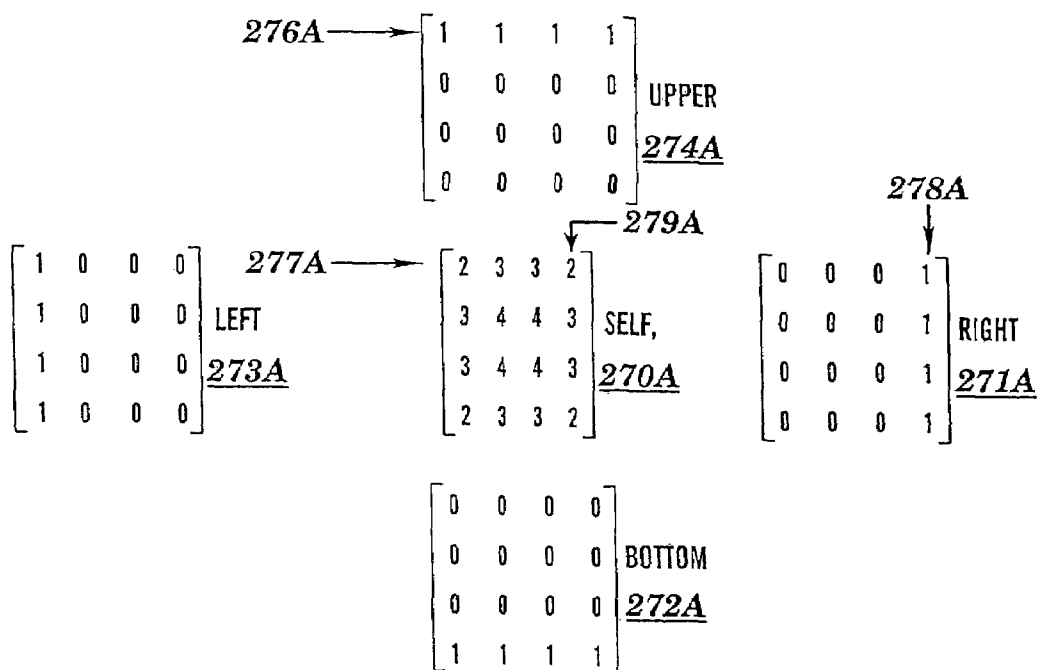 276A 1 1 1 1
0 0 0 0
UPPER
0 0 0 0
274A
0 0 0 0
278A
279A
1 0 0 0
277A 2 3 3 2
0 0 0 1
1 0 0 0
LEFT
3 4 4 3
SELF,
0 0 0 1
RIGHT
1 0 0 0
273A
3 4 4 3
270A
0 0 0 1
271A
1 0 0 0
2 3 3 2
0 0 0 1
0 0 0 0
0 0 0 0
BOTTOM
0 0 0 0
272A
1 1 1 1